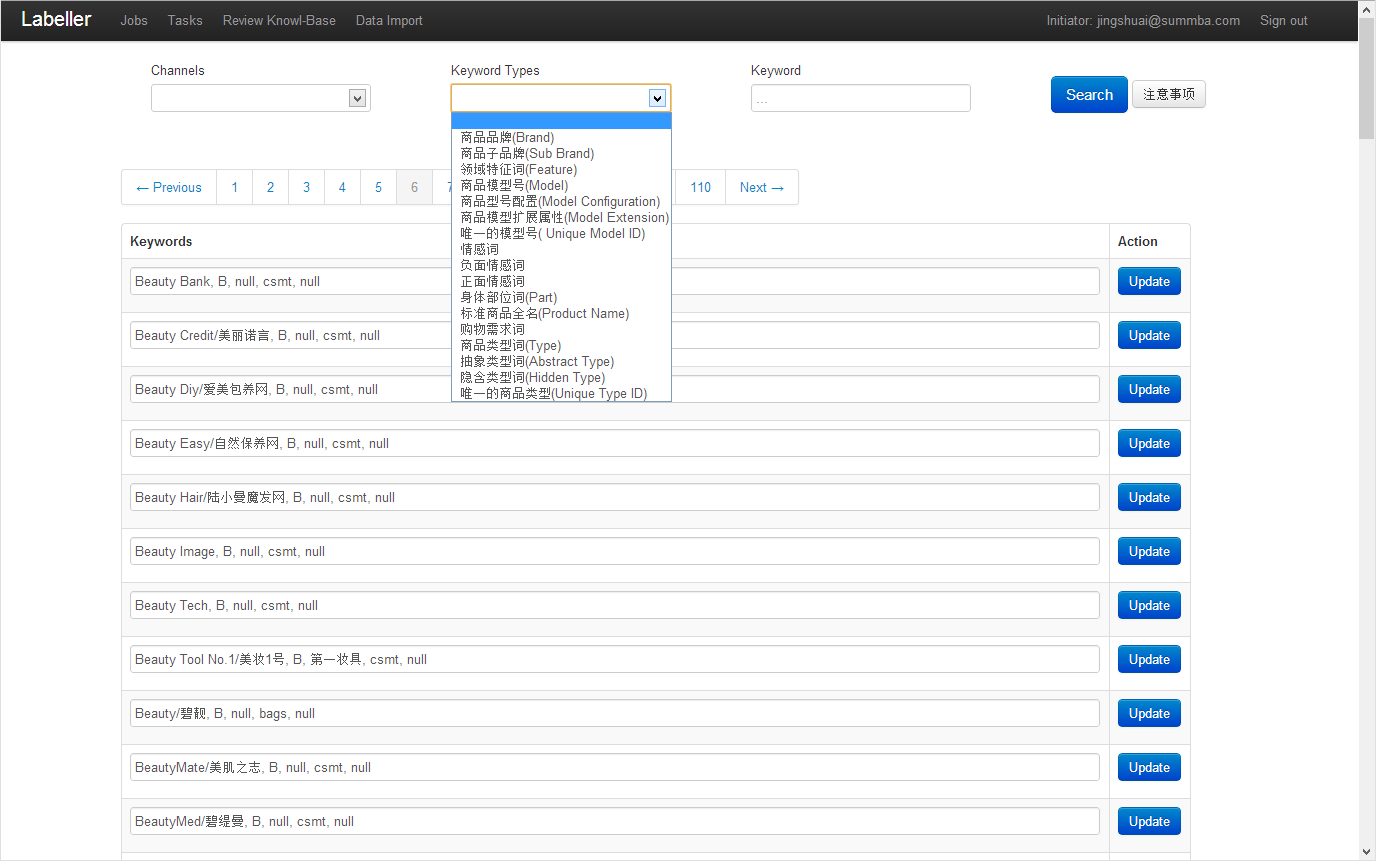 Labeller Jobs Tasks Review Knowl-Base Data Import Initiator: jingshuai@summba.com Sign out
Channels Keyword Types Keyword
... Search 注意事项
商品品牌(Brand)
商品子品牌(Sub Brand)
领域特征词(Feature)
商品模型号(Model)
商品型号配置(Model Configuration)
商品模型扩展属性(Model Extension)
唯一的模型号( Unique Model ID)
情感词
负面情感词
正面情感词
身体部位词(Part)
标准商品全名(Product Name)
购物需求词
商品类型词(Type)
抽象类型词(Abstract Type)
隐含类型词(Hidden Type)
唯一的商品类型(Unique Type ID)
← Previous 1 2 3 4 5 6 7 110 Next →
Keywords Action
Beauty Bank, B, null, csmt, null Update
Beauty Credit/美丽诺言, B, null, csmt, null Update
Beauty Diy/爱美包养网, B, null, csmt, null Update
Beauty Easy/自然保养网, B, null, csmt, null Update
Beauty Hair/陆小曼魔发网, B, null, csmt, null Update
Beauty Image, B, null, csmt, null Update
Beauty Tech, B, null, csmt, null Update
Beauty Tool No.1/美妆1号, B, 第一妆具, csmt, null Update
Beauty/碧靓, B, null, bags, null Update
BeautyMate/美肌之志, B, null, csmt, null Update
BeautyMed/碧缇曼, B, null, csmt, null Update